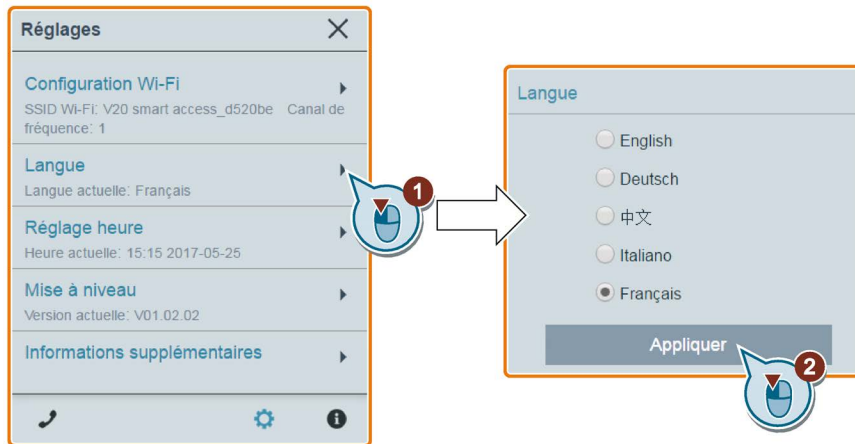 Réglages
Configuration Wi-Fi
SSID Wi-Fi: V20 smart access_d520be Canal de
fréquence: 1
Langue
Langue actuelle: Français
1
Réglage heure
Heure actuelle: 15:15 2017-05-25
Mise à niveau
Version actuelle: V01.02.02
Informations supplémentaires
Langue
English
Deutsch
中文
Italiano
Français
Appliquer
2